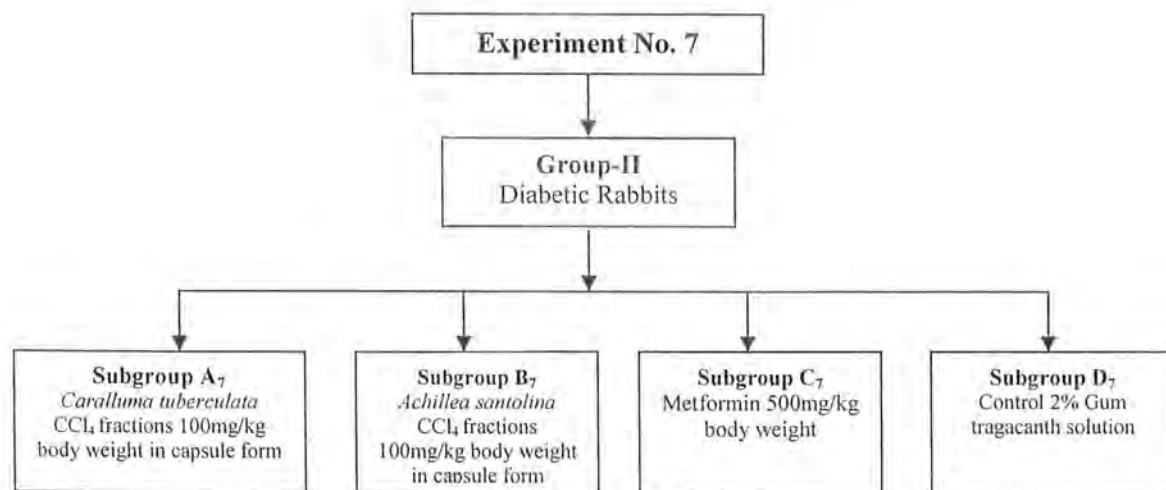 Experiment No. 7
Group-II
Diabetic Rabbits
Subgroup A₇
Caralluma tuberculata
CCl₄ fractions 100mg/kg
body weight in capsule form
Subgroup B₇
Achillea santolina
CCl₄ fractions
100mg/kg body weight
in capsule form
Subgroup C₇
Metformin 500mg/kg
body weight
Subgroup D₇
Control 2% Gum
tragacanth solution